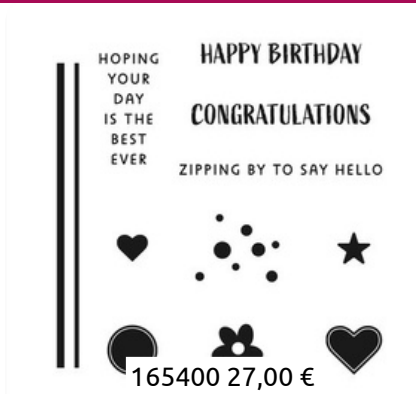 HOPING
YOUR
DAY
IS THE
BEST
EVER
HAPPY BIRTHDAY
CONGRATULATIONS
ZIPPING BY TO SAY HELLO
165400 27,00 €